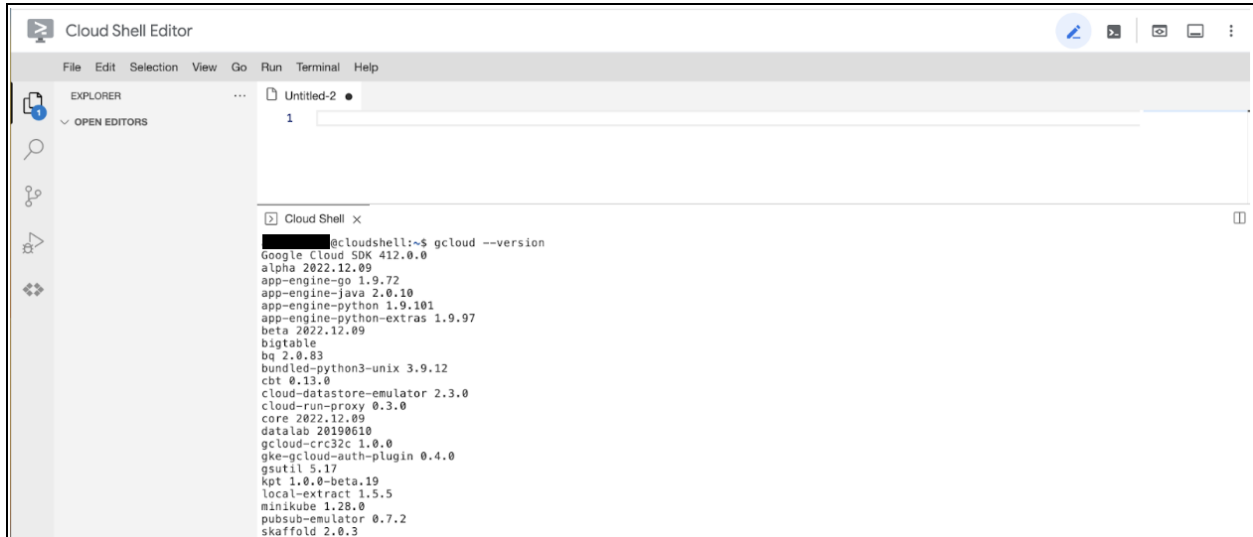 Cloud Shell Editor
File Edit Selection View Go Run Terminal Help
EXPLORER ...
Untitled-2 ●
1
OPEN EDITORS
1
Cloud Shell ×
@cloudshell:~$ gcloud --version
Google Cloud SDK 412.0.0
alpha 2022.12.09
app-engine-go 1.9.72
app-engine-java 2.0.10
app-engine-python 1.9.101
app-engine-python-extras 1.9.97
beta 2022.12.09
bigtable
bq 2.0.83
bundled-python3-unix 3.9.12
cbt 0.13.0
cloud-datastore-emulator 2.3.0
cloud-run-proxy 0.3.0
core 2022.12.09
datalab 20190610
gcloud-crc32c 1.0.0
gke-gcloud-auth-plugin 0.4.0
gsutil 5.17
kpt 1.0.0-beta.19
local-extract 1.5.5
minikube 1.28.0
pubsub-emulator 0.7.2
skaffold 2.0.3